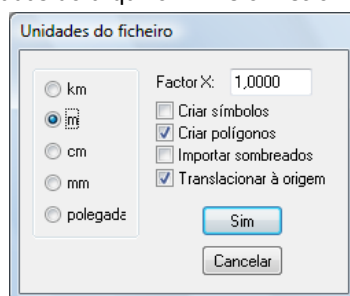 Unidades do ficheiro
km
m
cm
mm
polegada
Factor X: 1,0000
Criar símbolos
Criar polígonos
Importar sombreados
Translacionar à origem
Sim
Cancelar